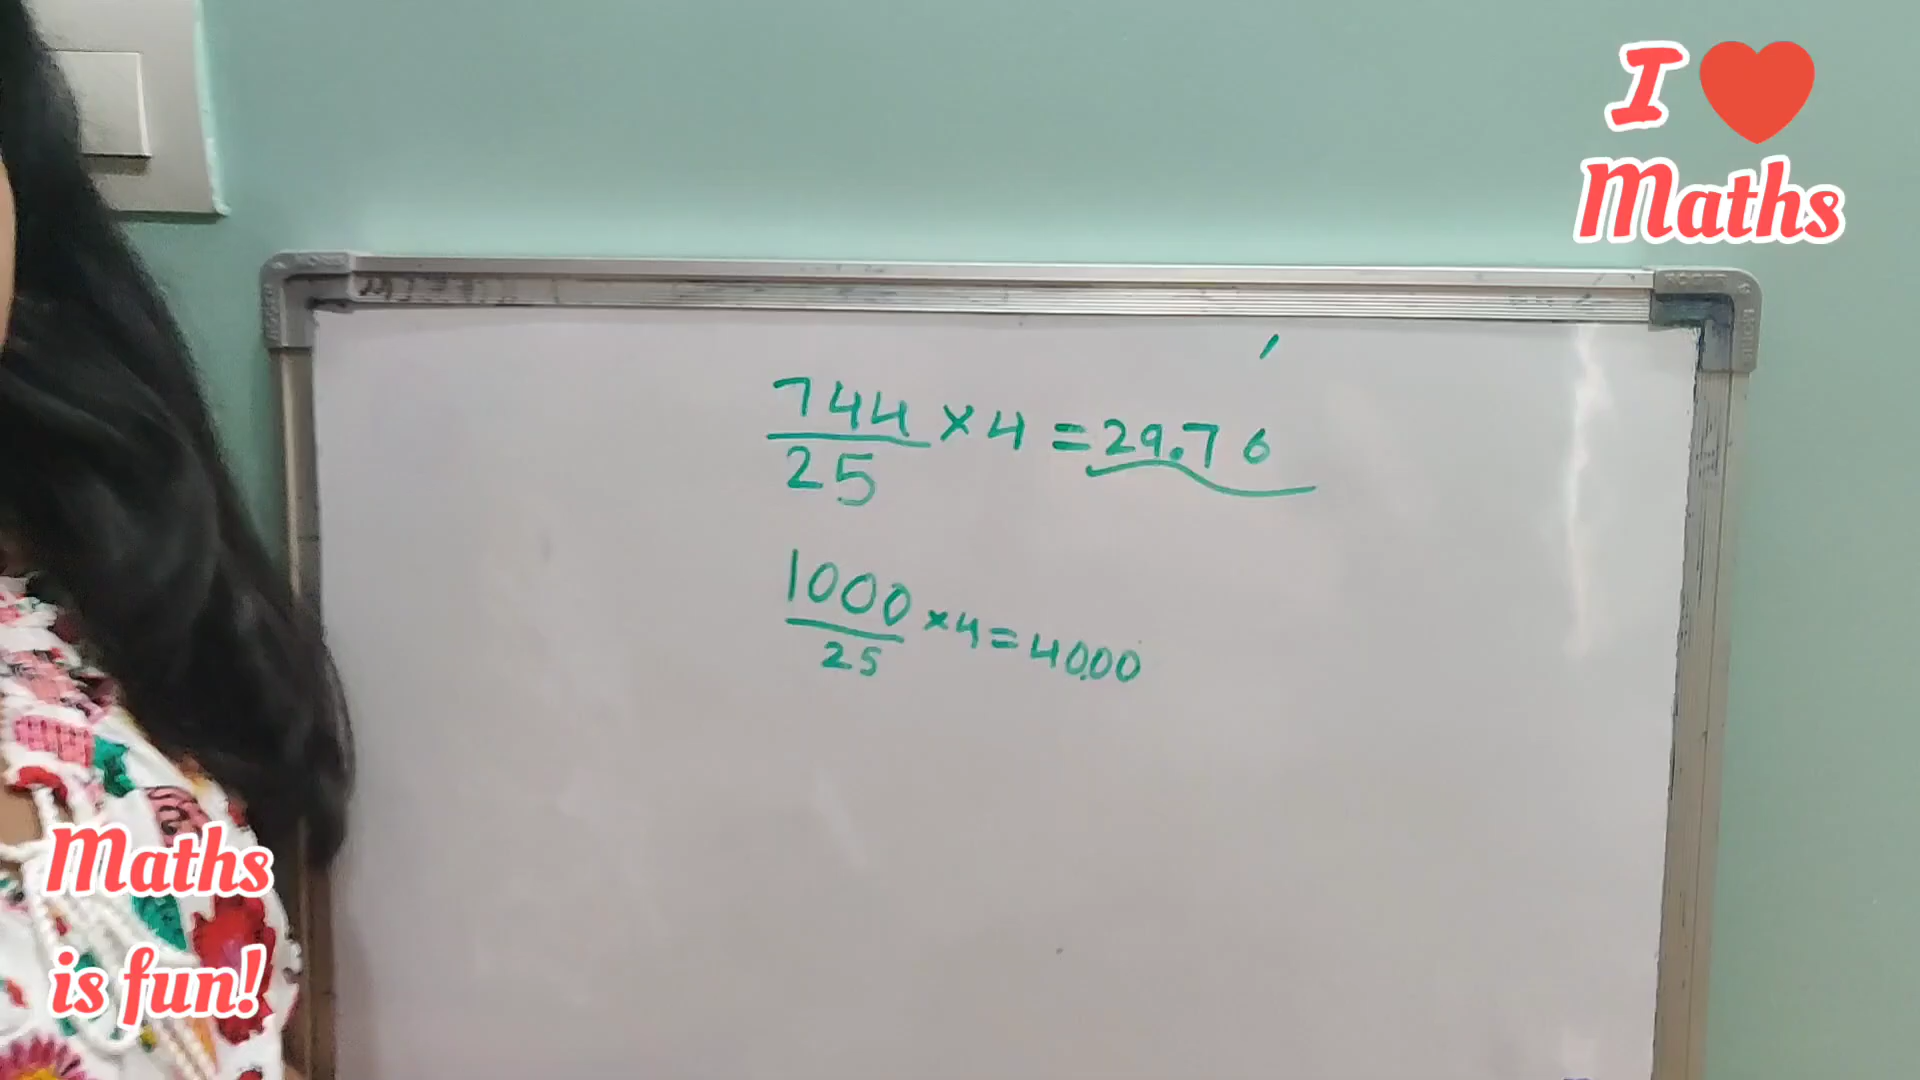 I ❤
Maths
744/25 × 4 = 29.76
1000/25 × 4 = 40.00
Maths
is fun!